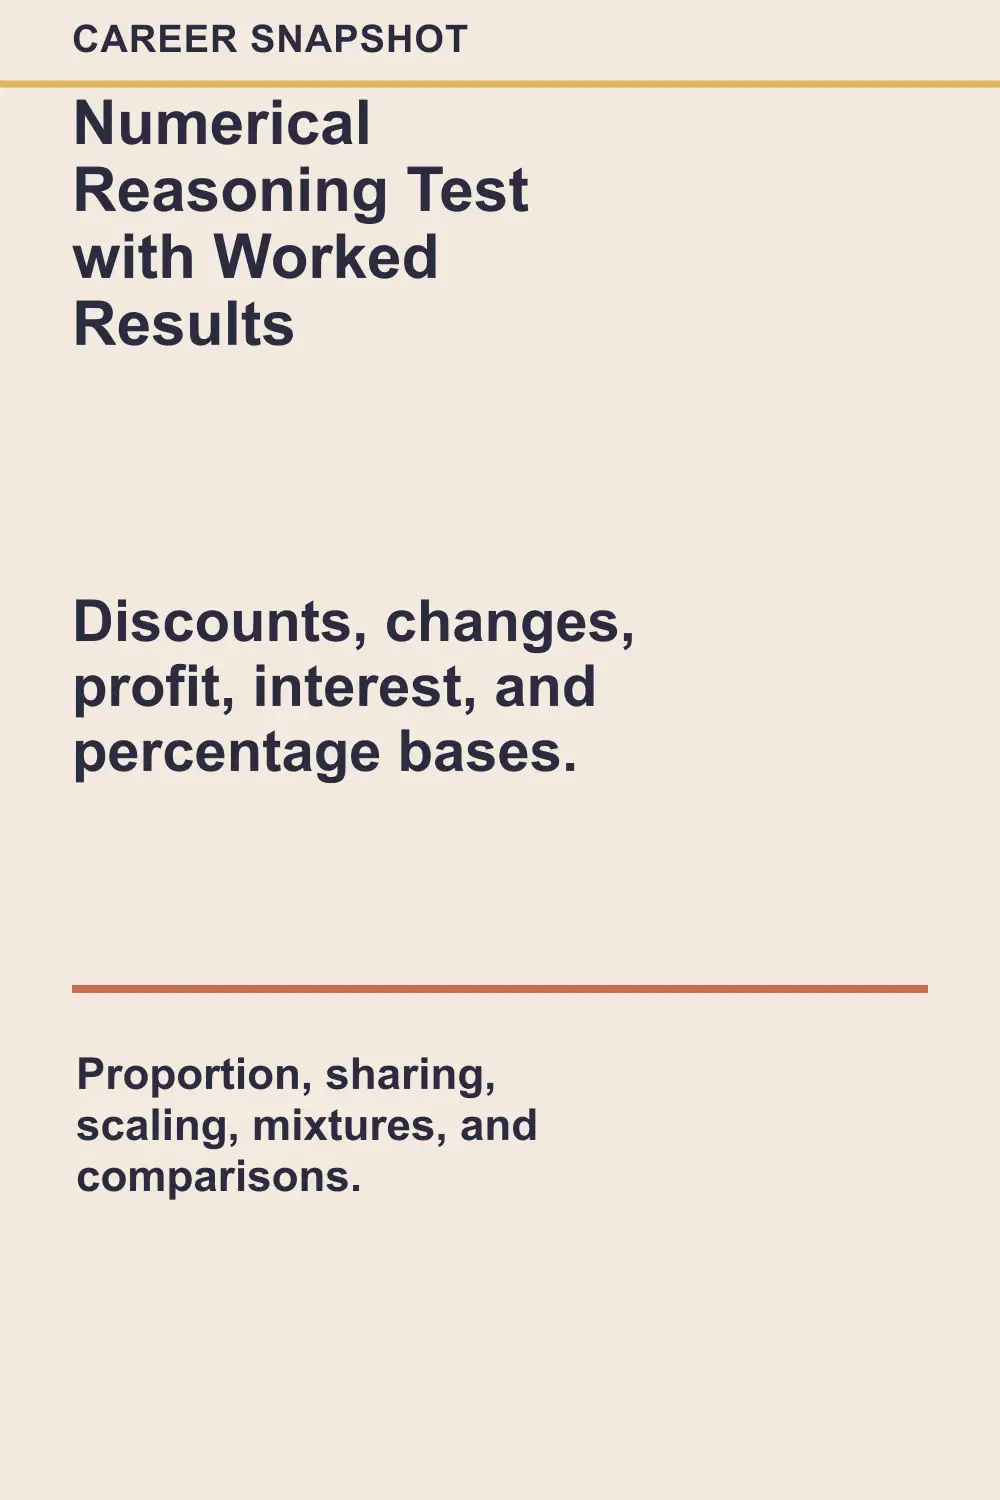 CAREER SNAPSHOT
Numerical
Reasoning Test
with Worked
Results
Discounts, changes,
profit, interest, and
percentage bases.
Proportion, sharing,
scaling, mixtures, and
comparisons.